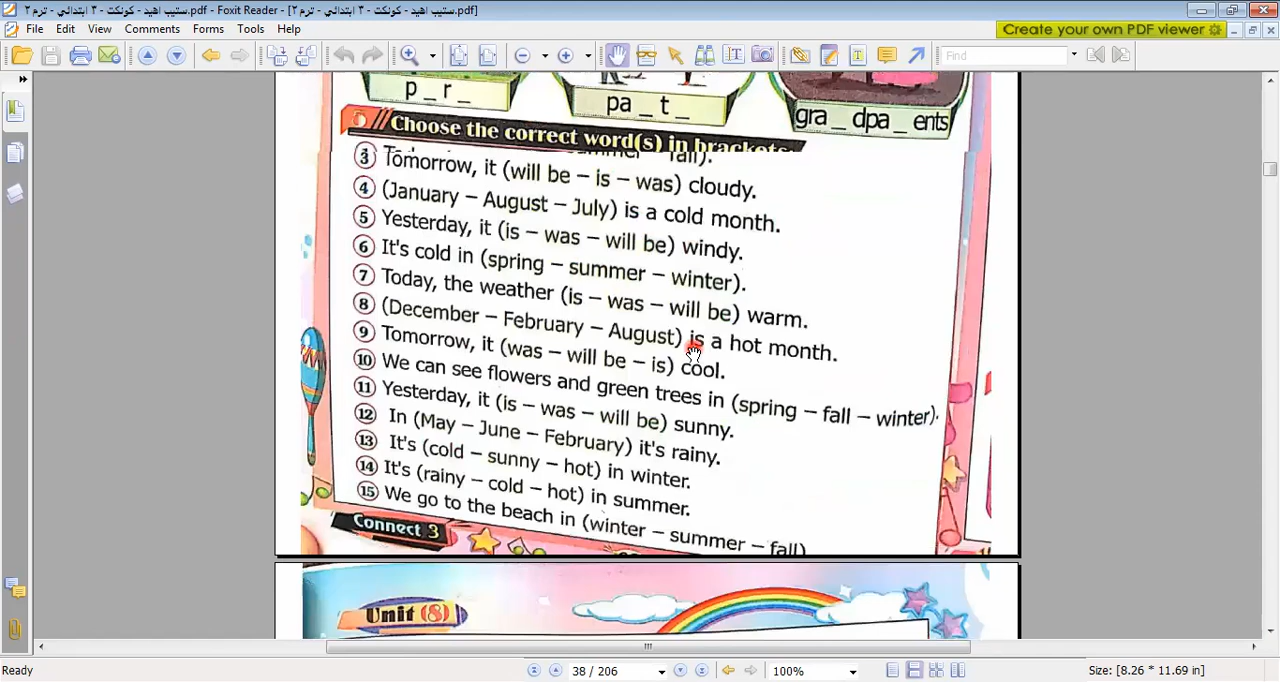 ستيب اهيد - كونكت - ٣ ابتدائي - ترم ٢.pdf - Foxit Reader - [ستيب اهيد - كونكت - ٣ ابتدائي - ترم ٢.pdf]
File Edit View Comments Forms Tools Help
Create your own PDF viewer
Find
p _ r _
pa _ t _
gra _ dpa _ ents
Choose the correct word(s) in brackets:
fall).
3 Tomorrow, it (will be – is – was) cloudy.
4 (January – August – July) is a cold month.
5 Yesterday, it (is – was – will be) windy.
6 It's cold in (spring – summer – winter).
7 Today, the weather (is – was – will be) warm.
8 (December – February – August) is a hot month.
9 Tomorrow, it (was – will be – is) cool.
10 We can see flowers and green trees in (spring – fall – winter).
11 Yesterday, it (is – was – will be) sunny.
12 In (May – June – February) it's rainy.
13 It's (cold – sunny – hot) in winter.
14 It's (rainy – cold – hot) in summer.
15 We go to the beach in (winter – summer – fall)
Connect 3
Unit (8)
Ready
38 / 206
100%
Size: [8.26 * 11.69 in]